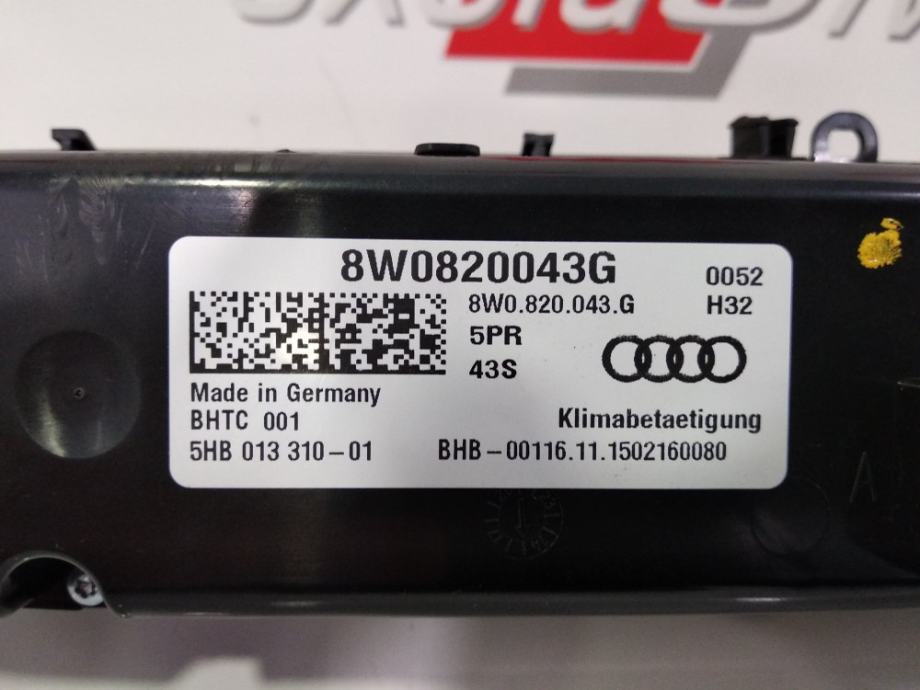 8W0820043G
0052
8W0.820.043.G
H32
5PR
43S
Made in Germany
BHTC 001
Klimabetaetigung
5HB 013 310-01
BHB-00116.11.1502160080
A